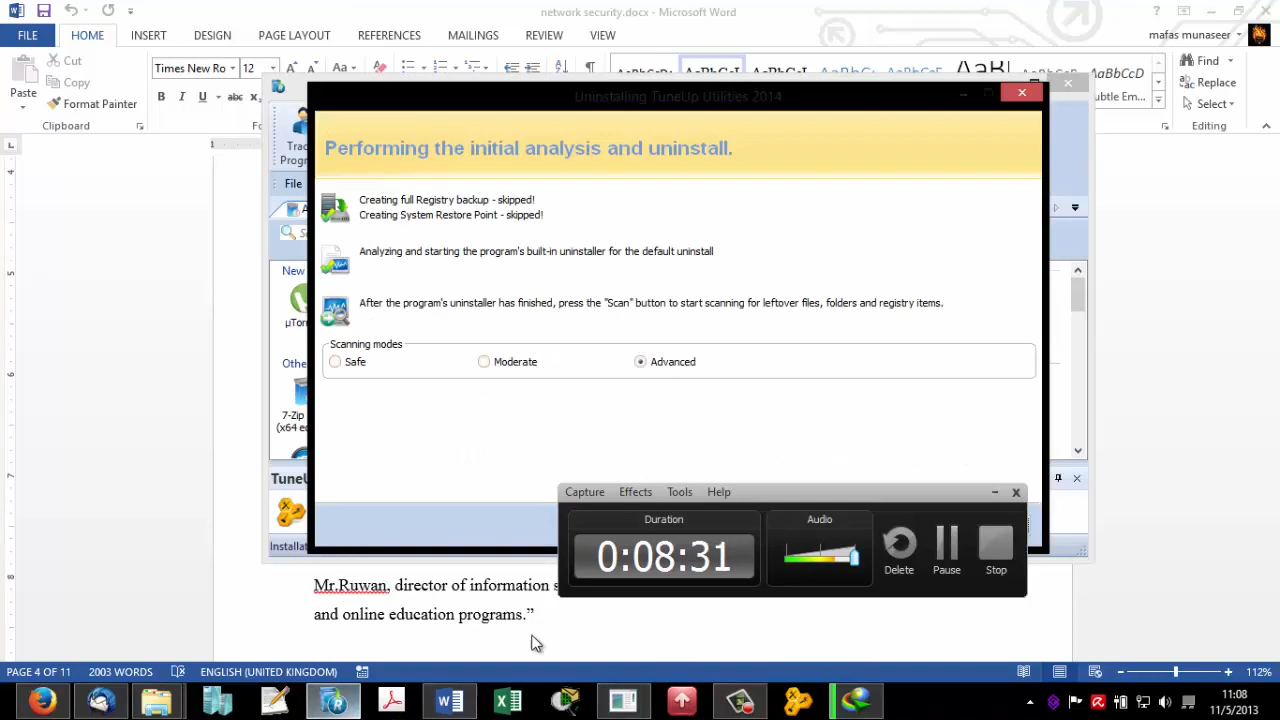 network security.docx - Microsoft Word
FILE HOME INSERT DESIGN PAGE LAYOUT REFERENCES MAILINGS REVIEW VIEW mafas munaseer
Cut
Copy
Format Painter
Paste
Clipboard
Times New Ro 12
Find
Replace
Select
Editing
AaBbCcD
ubtle Em...
Uninstalling TuneUp Utilities 2014
Performing the initial analysis and uninstall.
Creating full Registry backup - skipped!
Creating System Restore Point - skipped!
Analyzing and starting the program's built-in uninstaller for the default uninstall
After the program's uninstaller has finished, press the "Scan" button to start scanning for leftover files, folders and registry items.
Scanning modes
Safe Moderate Advanced
File
New
µTor
Othe
7-Zip
(x64 ec
TuneU
Installat
Capture Effects Tools Help
Duration
0:08:31
Audio
Delete Pause Stop
Mr.Ruwan, director of information s
and online education programs.”
PAGE 4 OF 11 2003 WORDS ENGLISH (UNITED KINGDOM) 112%
11:08
11/5/2013